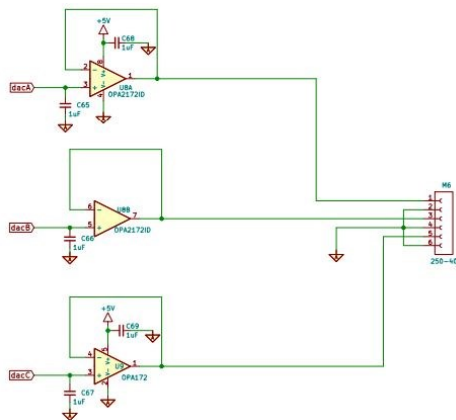 +5V
C68
1uF
8
V+
2
-
1
dacA
3
+
V-
4
U8A
OPA2172ID
C65
1uF
6
-
U8B
7
dacB
5
+
OPA2172ID
C66
1uF
M6
1
2
3
4
5
6
250-40
+5V
C69
1uF
5
V+
4
-
U9
1
dacC
3
+
V-
2
OPA172
C67
1uF